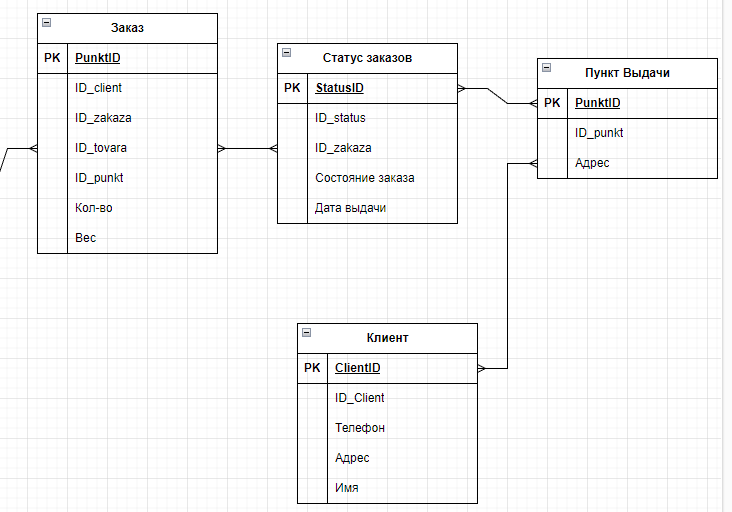 Заказ
PK PunktID
ID_client
ID_zakaza
ID_tovara
ID_punkt
Кол-во
Вес
Статус заказов
PK StatusID
ID_status
ID_zakaza
Состояние заказа
Дата выдачи
Пункт Выдачи
PK PunktID
ID_punkt
Адрес
Клиент
PK ClientID
ID_Client
Телефон
Адрес
Имя